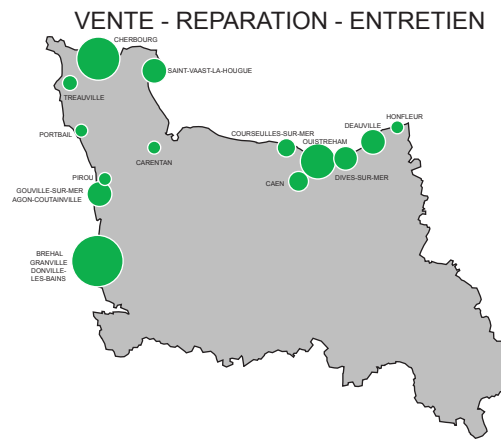 VENTE - REPARATION - ENTRETIEN
CHERBOURG
SAINT-VAAST-LA-HOUGUE
TREAUVILLE
HONFLEUR
DEAUVILLE
PORTBAIL
COURSEULLES-SUR-MER
OUISTREHAM
CARENTAN
DIVES-SUR-MER
PIROU
CAEN
GOUVILLE-SUR-MER
AGON-COUTAINVILLE
BREHAL
GRANVILLE
DONVILLE-
LES-BAINS